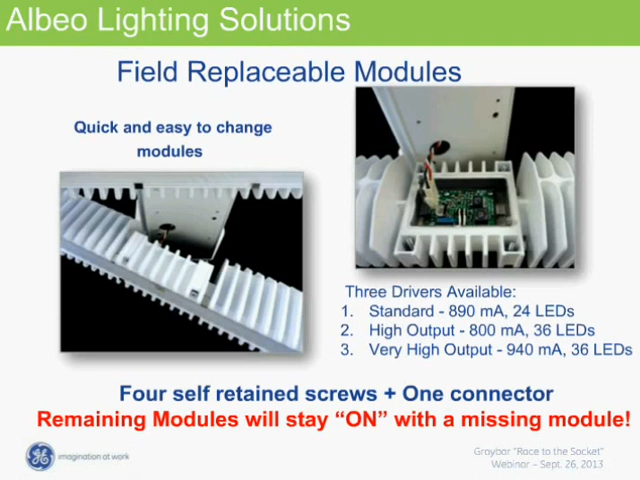 Albeo Lighting Solutions
Field Replaceable Modules
Quick and easy to change
modules
Three Drivers Available:
1. Standard - 890 mA, 24 LEDs
2. High Output - 800 mA, 36 LEDs
3. Very High Output - 940 mA, 36 LEDs
Four self retained screws + One connector
Remaining Modules will stay “ON” with a missing module!
imagination at work
Graybar “Race to the Socket”
Webinar – Sept. 26, 2013